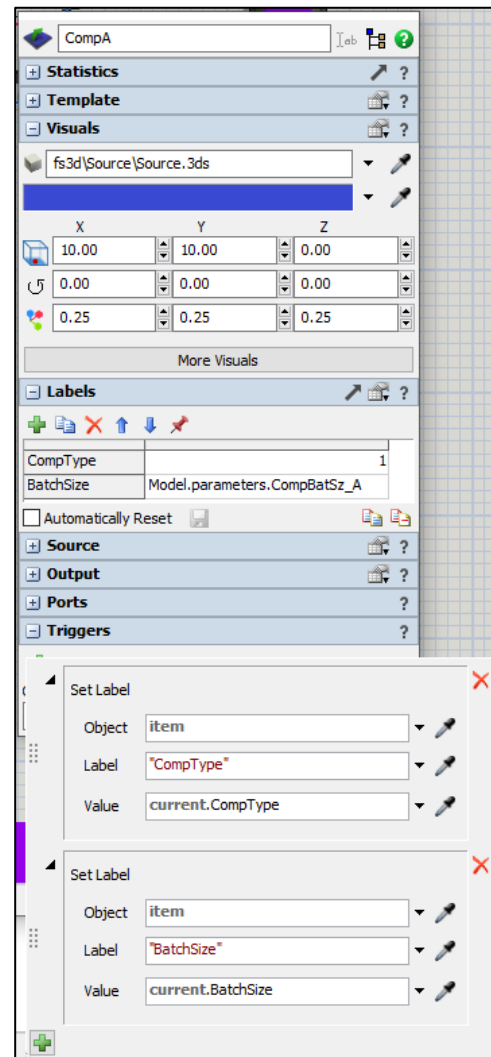 CompA
Statistics
?
Template
?
Visuals
?
fs3d\Source\Source.3ds
X Y Z
10.00 10.00 0.00
0.00 0.00 0.00
0.25 0.25 0.25
More Visuals
Labels
?
CompType 1
BatchSize Model.parameters.CompBatSz_A
Automatically Reset
Source
?
Output
?
Ports
?
Triggers
?
Set Label
Object item
Label "CompType"
Value current.CompType
Set Label
Object item
Label "BatchSize"
Value current.BatchSize